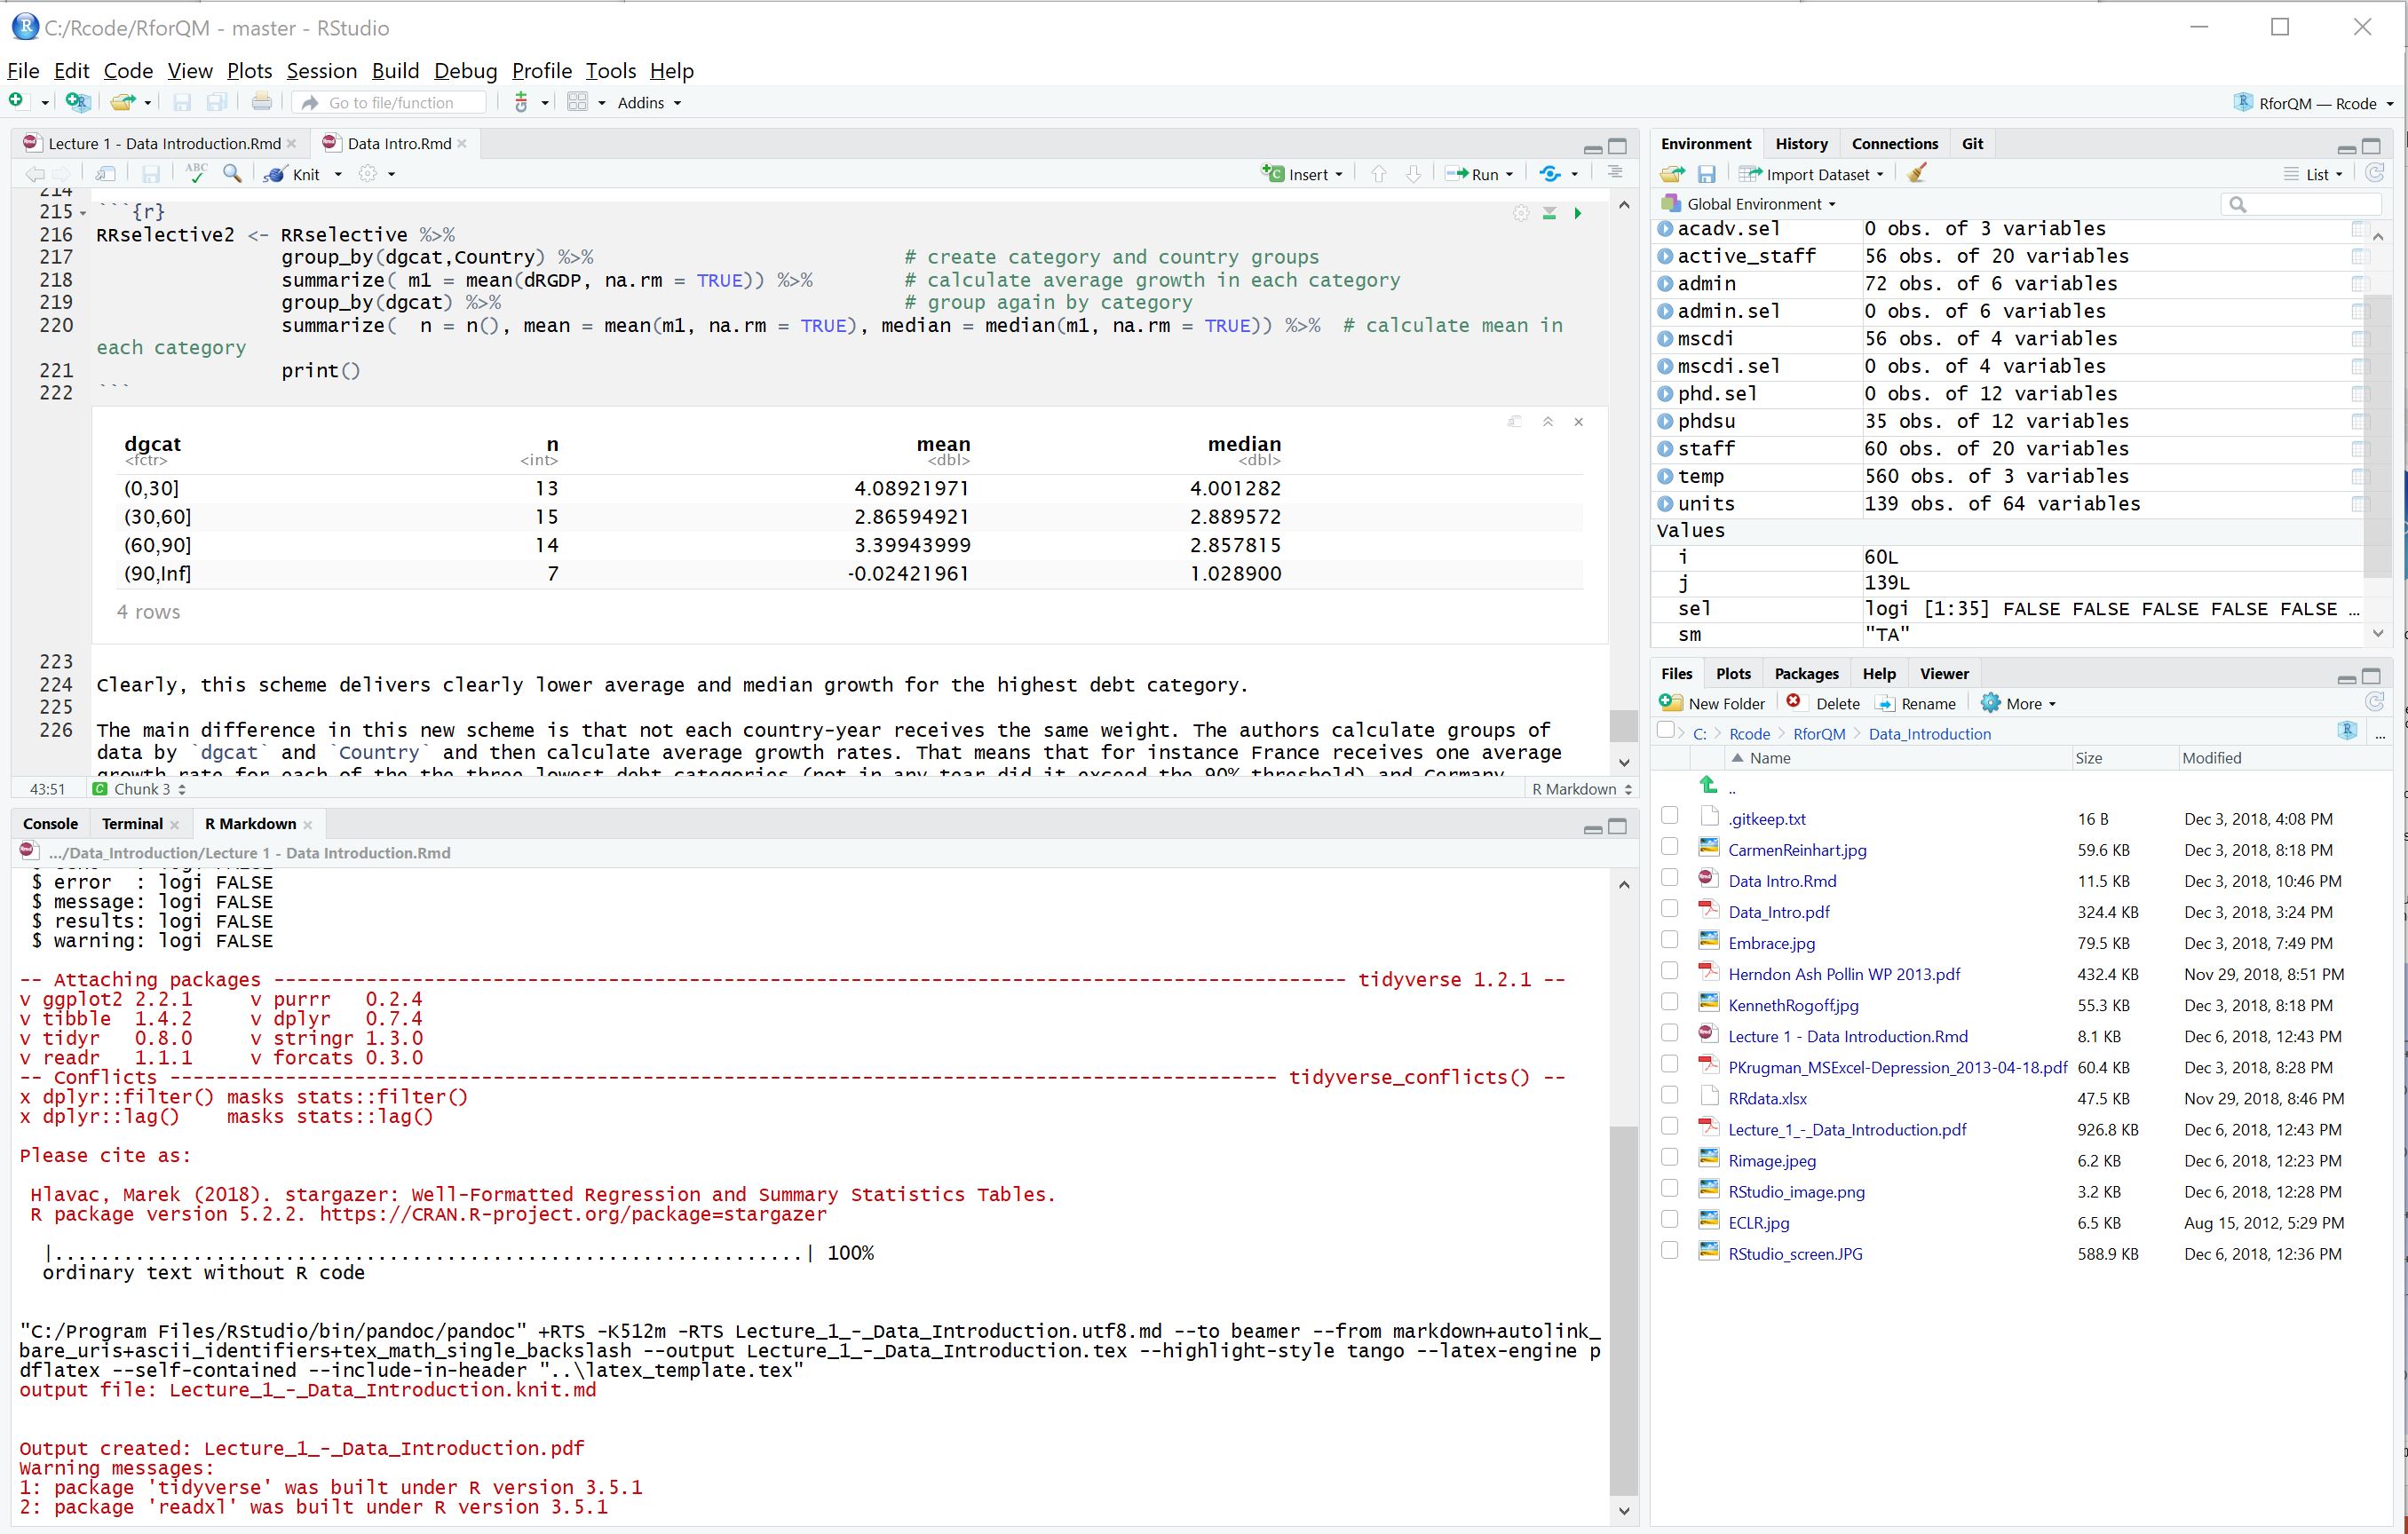 C:/Rcode/RforQM - master - RStudio
File Edit Code View Plots Session Build Debug Profile Tools Help
Go to file/function Addins RforQM — Rcode
Lecture 1 - Data Introduction.Rmd Data Intro.Rmd
ABC Knit Insert Run
214
215 ```{r}
216 RRselective2 <- RRselective %>%
217 group_by(dgcat,Country) %>% # create category and country groups
218 summarize( m1 = mean(dRGDP, na.rm = TRUE)) %>% # calculate average growth in each category
219 group_by(dgcat) %>% # group again by category
220 summarize(  n = n(), mean = mean(m1, na.rm = TRUE), median = median(m1, na.rm = TRUE)) %>%  # calculate mean in
each category
221 print()
222 ```
dgcat n mean median
<fctr> <int> <dbl> <dbl>
(0,30] 13 4.08921971 4.001282
(30,60] 15 2.86594921 2.889572
(60,90] 14 3.39943999 2.857815
(90,Inf] 7 -0.02421961 1.028900
4 rows
223
224 Clearly, this scheme delivers clearly lower average and median growth for the highest debt category.
225
226 The main difference in this new scheme is that not each country-year receives the same weight. The authors calculate groups of
data by `dgcat` and `Country` and then calculate average growth rates. That means that for instance France receives one average
growth rate for each of the the three lowest debt categories (not in any tear did it exceed the 90% threshold) and Germany
43:51 Chunk 3 R Markdown
Console Terminal R Markdown
.../Data_Introduction/Lecture 1 - Data Introduction.Rmd
$ error  : logi FALSE
$ message: logi FALSE
$ results: logi FALSE
$ warning: logi FALSE
-- Attaching packages --------------------------------------------------------------------------------------------- tidyverse 1.2.1 --
v ggplot2 2.2.1     v purrr   0.2.4
v tibble  1.4.2     v dplyr   0.7.4
v tidyr   0.8.0     v stringr 1.3.0
v readr   1.1.1     v forcats 0.3.0
-- Conflicts ------------------------------------------------------------------------------------------------ tidyverse_conflicts() --
x dplyr::filter() masks stats::filter()
x dplyr::lag()    masks stats::lag()
Please cite as:
Hlavac, Marek (2018). stargazer: Well-Formatted Regression and Summary Statistics Tables.
R package version 5.2.2. https://CRAN.R-project.org/package=stargazer
|.................................................................| 100%
ordinary text without R code
"C:/Program Files/RStudio/bin/pandoc/pandoc" +RTS -K512m -RTS Lecture_1_-_Data_Introduction.utf8.md --to beamer --from markdown+autolink_
bare_uris+ascii_identifiers+tex_math_single_backslash --output Lecture_1_-_Data_Introduction.tex --highlight-style tango --latex-engine p
dflatex --self-contained --include-in-header "..\latex_template.tex"
output file: Lecture_1_-_Data_Introduction.knit.md
Output created: Lecture_1_-_Data_Introduction.pdf
Warning messages:
1: package 'tidyverse' was built under R version 3.5.1
2: package 'readxl' was built under R version 3.5.1
Environment History Connections Git
Import Dataset List
Global Environment
acadv.sel 0 obs. of 3 variables
active_staff 56 obs. of 20 variables
admin 72 obs. of 6 variables
admin.sel 0 obs. of 6 variables
mscdi 56 obs. of 4 variables
mscdi.sel 0 obs. of 4 variables
phd.sel 0 obs. of 12 variables
phdsu 35 obs. of 12 variables
staff 60 obs. of 20 variables
temp 560 obs. of 3 variables
units 139 obs. of 64 variables
Values
i 60L
j 139L
sel logi [1:35] FALSE FALSE FALSE FALSE FALSE ...
sm "TA"
Files Plots Packages Help Viewer
New Folder Delete Rename More
C: Rcode RforQM Data_Introduction ...
Name Size Modified
..
.gitkeep.txt 16 B Dec 3, 2018, 4:08 PM
CarmenReinhart.jpg 59.6 KB Dec 3, 2018, 8:18 PM
Data Intro.Rmd 11.5 KB Dec 3, 2018, 10:46 PM
Data_Intro.pdf 324.4 KB Dec 3, 2018, 3:24 PM
Embrace.jpg 79.5 KB Dec 3, 2018, 7:49 PM
Herndon Ash Pollin WP 2013.pdf 432.4 KB Nov 29, 2018, 8:51 PM
KennethRogoff.jpg 55.3 KB Dec 3, 2018, 8:18 PM
Lecture 1 - Data Introduction.Rmd 8.1 KB Dec 6, 2018, 12:43 PM
PKrugman_MSExcel-Depression_2013-04-18.pdf 60.4 KB Dec 3, 2018, 8:28 PM
RRdata.xlsx 47.5 KB Nov 29, 2018, 8:46 PM
Lecture_1_-_Data_Introduction.pdf 926.8 KB Dec 6, 2018, 12:43 PM
Rimage.jpeg 6.2 KB Dec 6, 2018, 12:23 PM
RStudio_image.png 3.2 KB Dec 6, 2018, 12:28 PM
ECLR.jpg 6.5 KB Aug 15, 2012, 5:29 PM
RStudio_screen.JPG 588.9 KB Dec 6, 2018, 12:36 PM